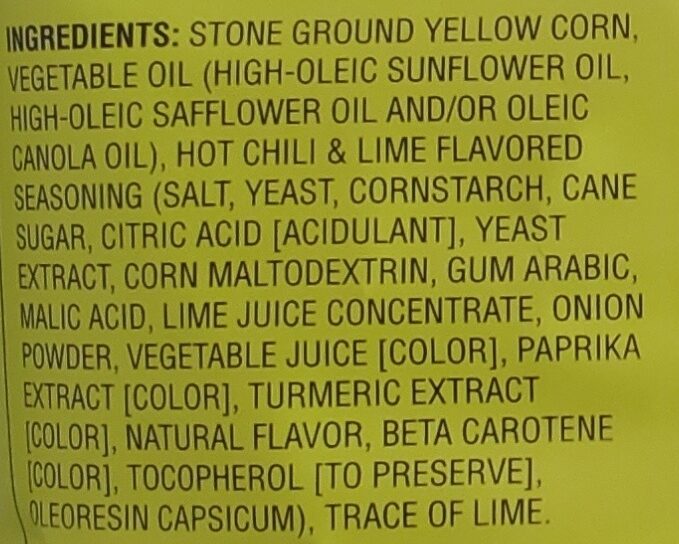 INGREDIENTS: STONE GROUND YELLOW CORN,
VEGETABLE OIL (HIGH-OLEIC SUNFLOWER OIL,
HIGH-OLEIC SAFFLOWER OIL AND/OR OLEIC
CANOLA OIL), HOT CHILI & LIME FLAVORED
SEASONING (SALT, YEAST, CORNSTARCH, CANE
SUGAR, CITRIC ACID [ACIDULANT], YEAST
EXTRACT, CORN MALTODEXTRIN, GUM ARABIC,
MALIC ACID, LIME JUICE CONCENTRATE, ONION
POWDER, VEGETABLE JUICE [COLOR], PAPRIKA
EXTRACT [COLOR], TURMERIC EXTRACT
[COLOR], NATURAL FLAVOR, BETA CAROTENE
[COLOR], TOCOPHEROL [TO PRESERVE],
OLEORESIN CAPSICUM), TRACE OF LIME.